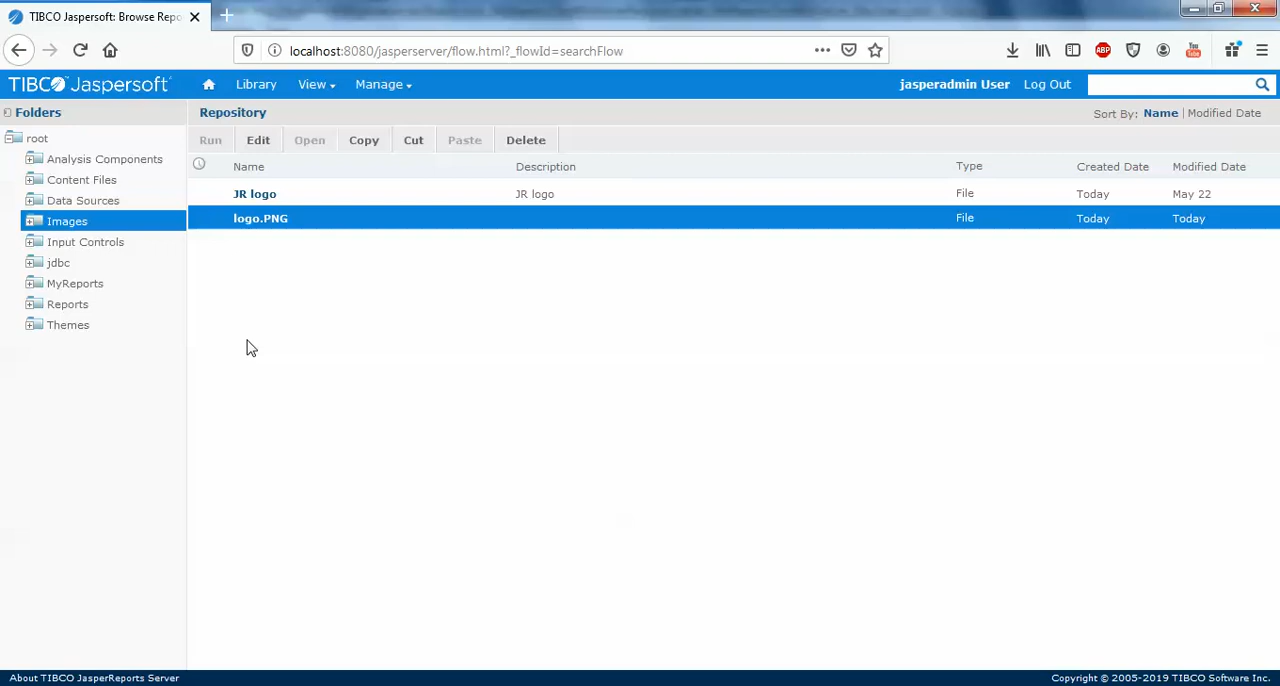 TIBCO Jaspersoft: Browse Repo
localhost:8080/jasperserver/flow.html?_flowId=searchFlow
ABP
You Tube
TIBCO Jaspersoft Library View Manage jasperadmin User Log Out
Folders
Repository
Sort By: Name | Modified Date
root
Analysis Components
Content Files
Data Sources
Images
Input Controls
jdbc
MyReports
Reports
Themes
Run Edit Open Copy Cut Paste Delete
Name Description Type Created Date Modified Date
JR logo JR logo File Today May 22
logo.PNG File Today Today
About TIBCO JasperReports Server
Copyright © 2005-2019 TIBCO Software Inc.